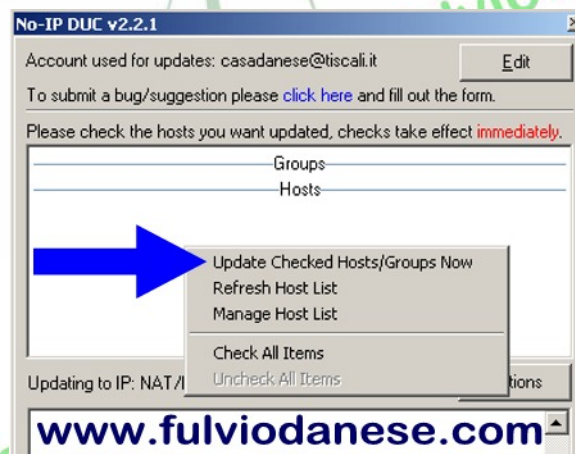 No-IP DUC v2.2.1
Account used for updates: casadanese@tiscali.it
Edit
To submit a bug/suggestion please click here and fill out the form.
Please check the hosts you want updated, checks take effect immediately.
Groups
Hosts
Update Checked Hosts/Groups Now
Refresh Host List
Manage Host List
Check All Items
Uncheck All Items
Updating to IP: NAT/
www.fulviodanese.com